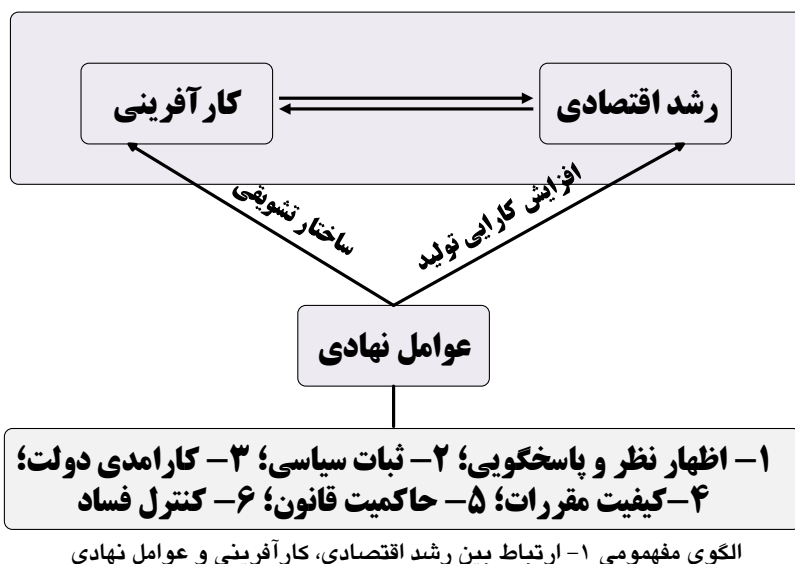 رشد اقتصادی
کارآفرینی
افزایش کارایی تولید
ساختار تشویقی
عوامل نهادی
۱- اظهار نظر و پاسخگویی؛ ۲- ثبات سیاسی؛ ۳- کارامدی دولت؛
۴-کیفیت مقررات؛ ۵- حاکمیت قانون؛ ۶- کنترل فساد
الگوی مفهمومی ۱- ارتباط بین رشد اقتصادی، کارآفرینی و عوامل نهادی